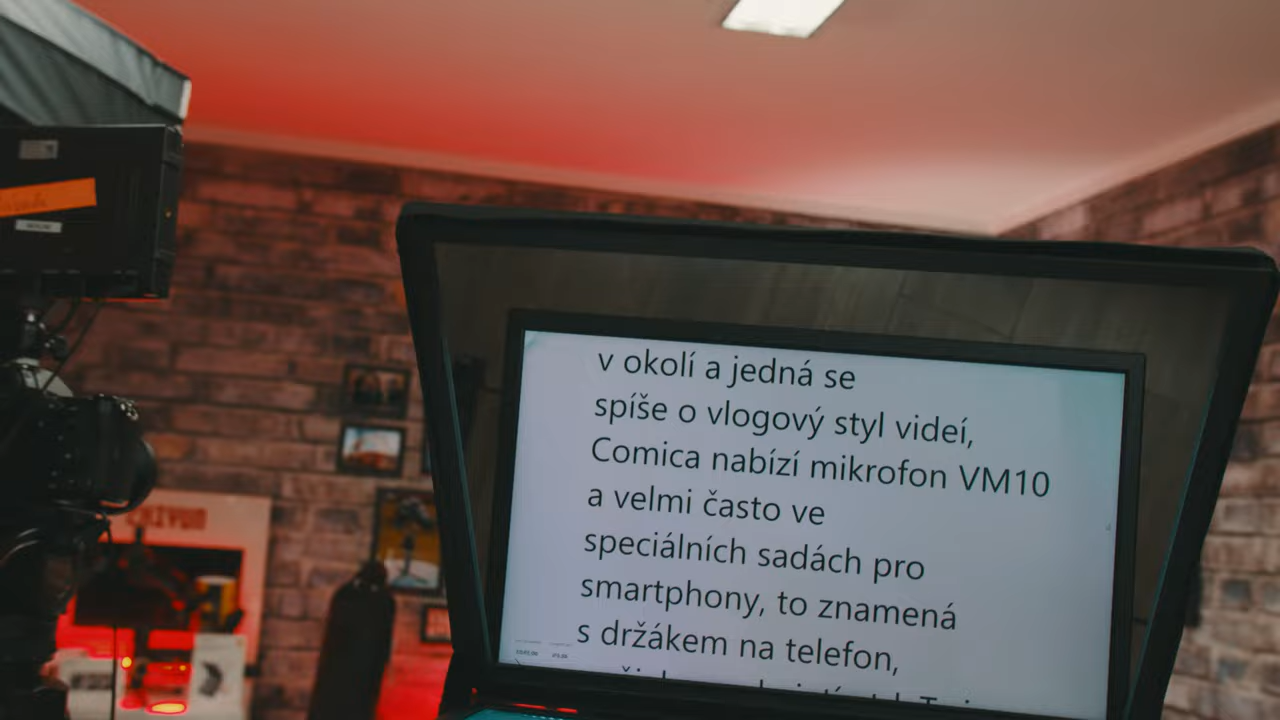 v okolí a jedná se
spíše o vlogový styl videí,
Comica nabízí mikrofon VM10
a velmi často ve
speciálních sadách pro
smartphony, to znamená
s držákem na telefon,